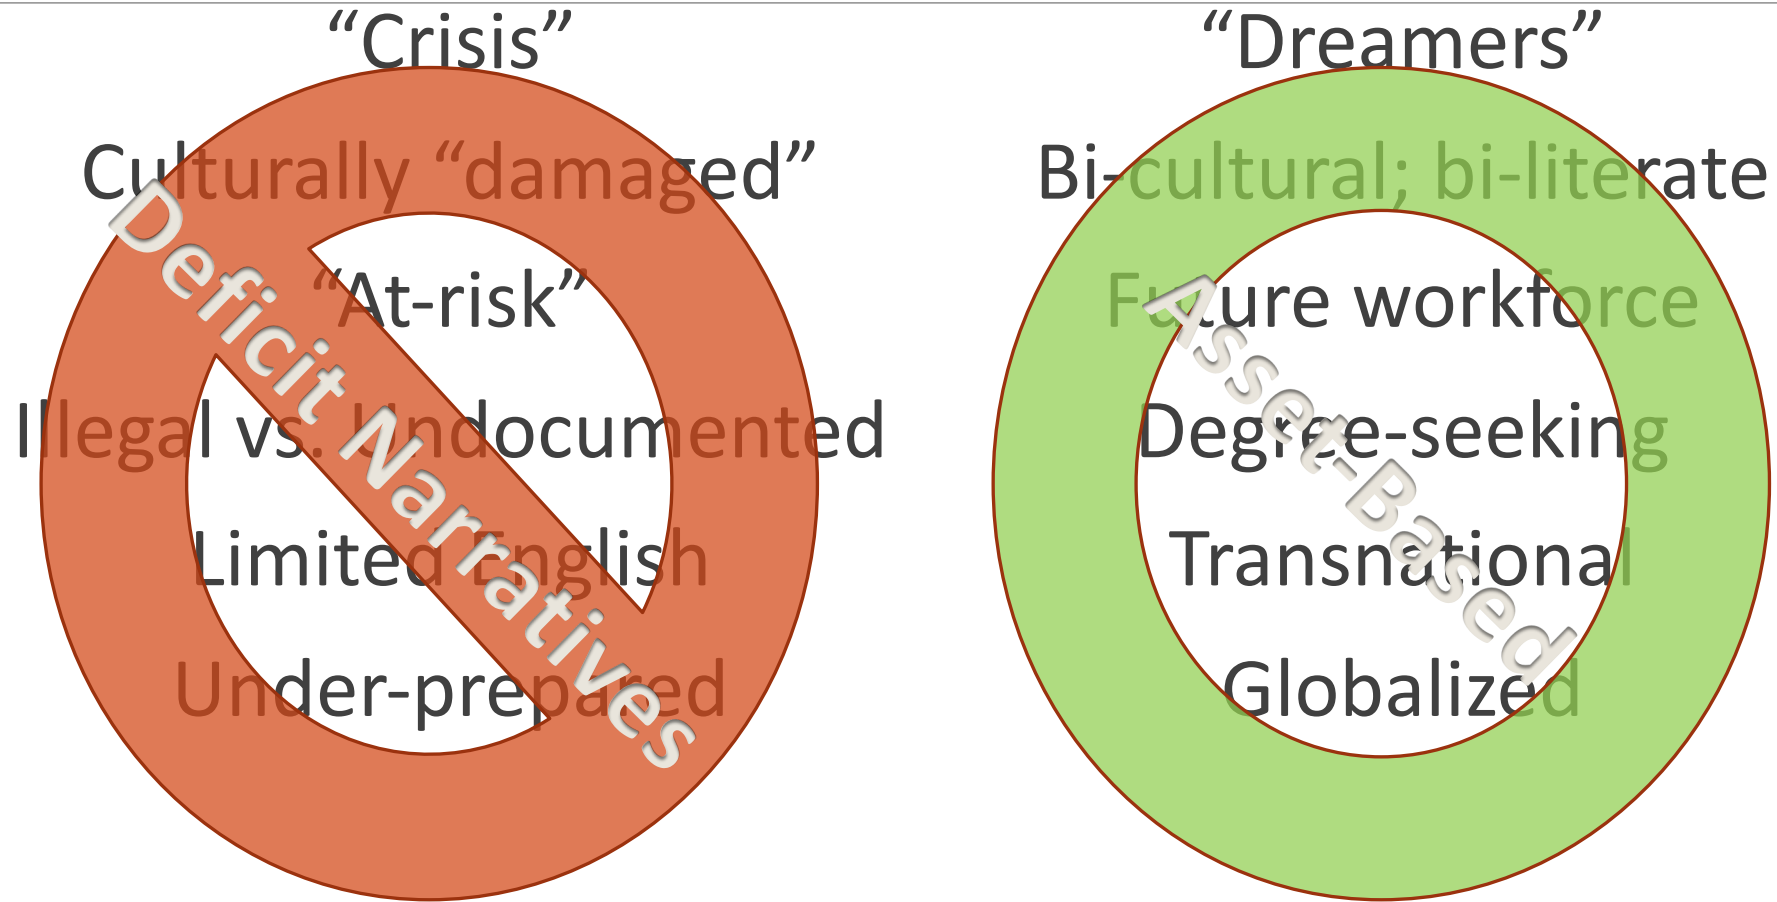 “Crisis”
Culturally “damaged”
“At-risk”
Illegal vs. Undocumented
Limited English
Under-prepared
Deficit Narratives
“Dreamers”
Bi-cultural; bi-literate
Future workforce
Degree-seeking
Transnational
Globalized
Asset-Based